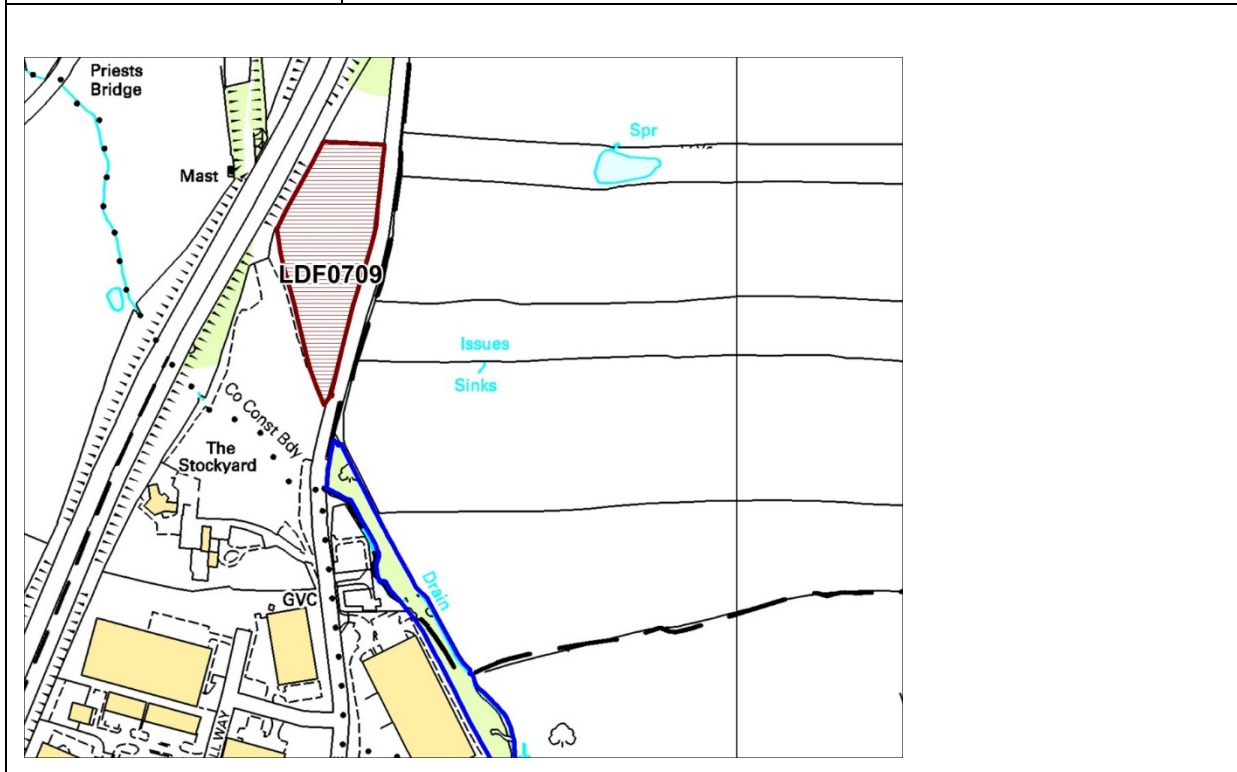 Priests
Bridge
Spr
Mast
LDF0709
Issues
Sinks
Co Const Bdy
The
Stockyard
Drain
GVC